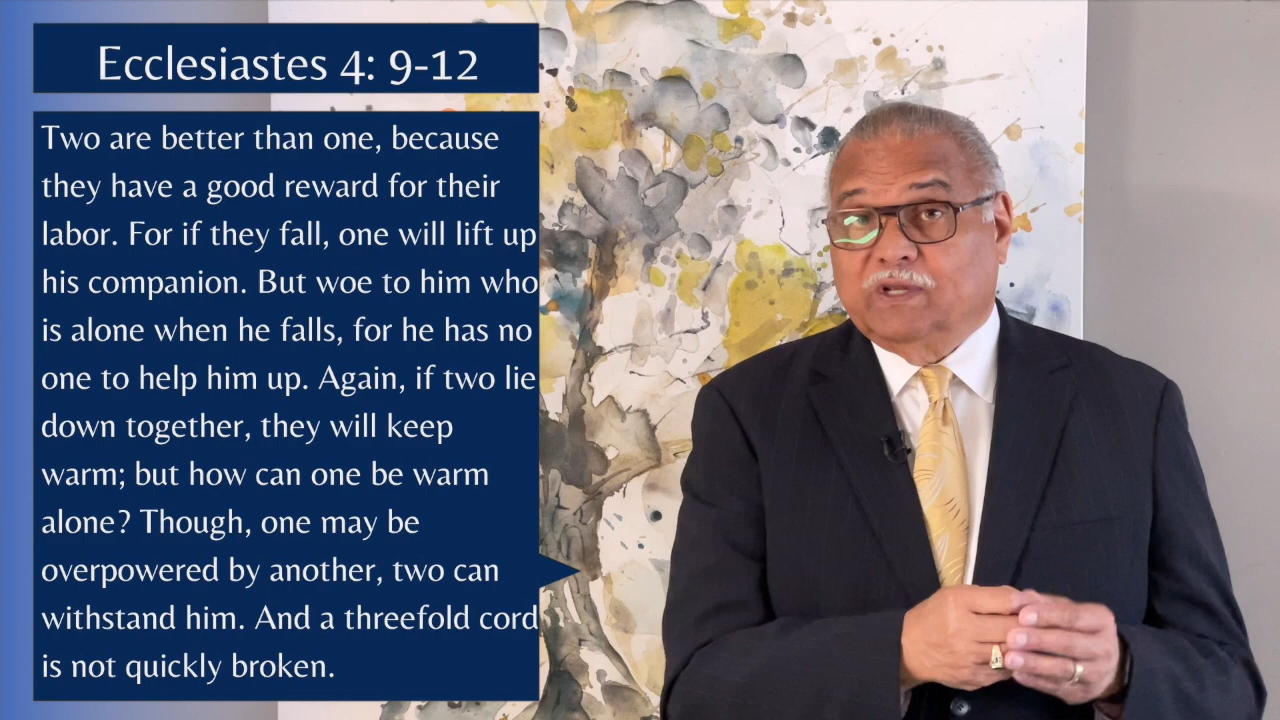 Ecclesiastes 4: 9-12
Two are better than one, because
they have a good reward for their
labor. For if they fall, one will lift up
his companion. But woe to him who
is alone when he falls, for he has no
one to help him up. Again, if two lie
down together, they will keep
warm; but how can one be warm
alone? Though, one may be
overpowered by another, two can
withstand him. And a threefold cord
is not quickly broken.